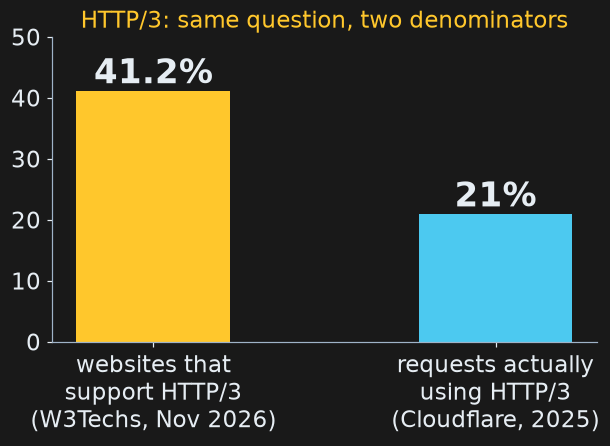 HTTP/3: same question, two denominators
50
40
30
20
10
0
41.2%
21%
websites that
support HTTP/3
(W3Techs, Nov 2026)
requests actually
using HTTP/3
(Cloudflare, 2025)